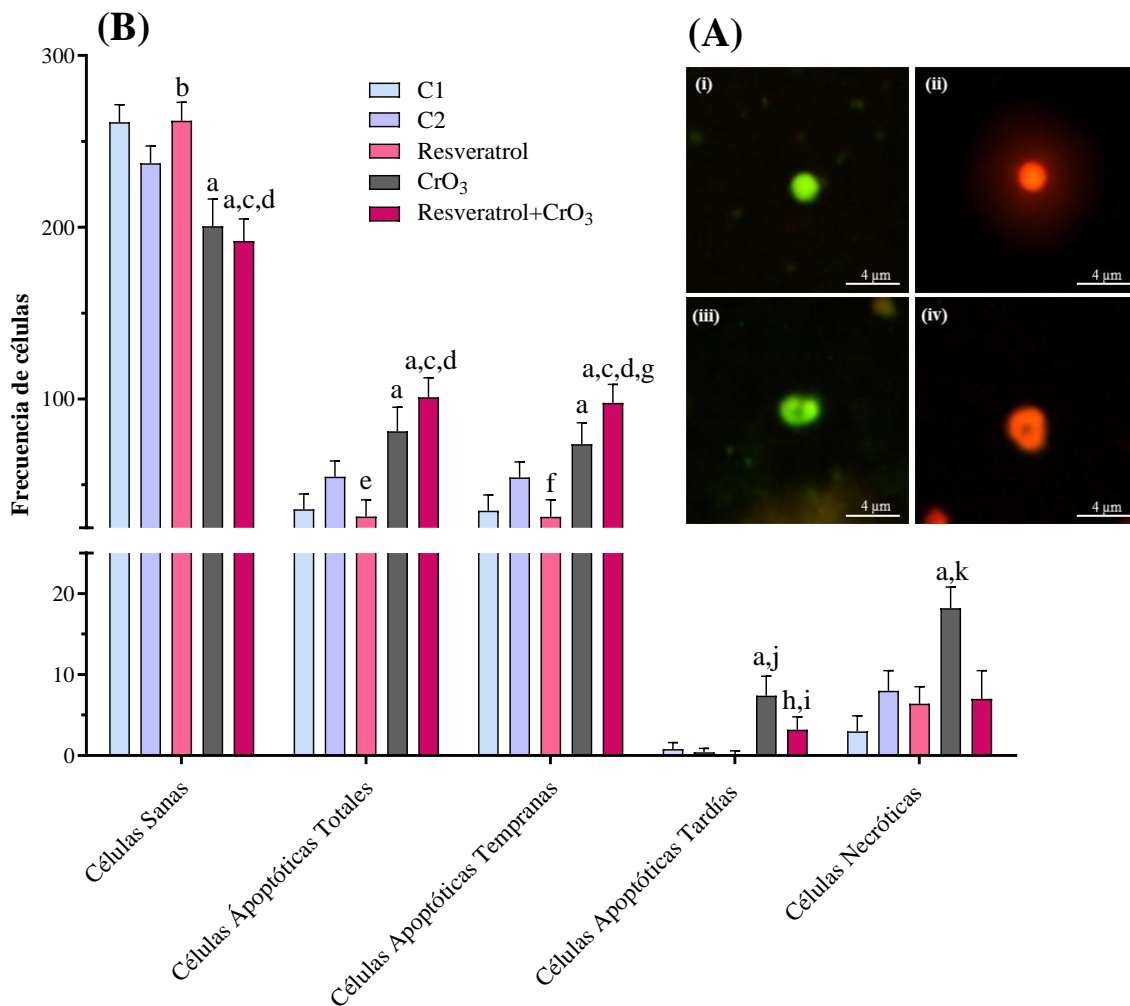 (B)
(A)
Frecuencia de células
300
200
100
20
10
0
C1
C2
Resveratrol
CrO₃
Resveratrol+CrO₃
b
a
a,c,d
e
a
a,c,d
f
a
a,c,d,g
a,j
h,i
a,k
Células Sanas
Células Ápoptóticas Totales
Células Apoptóticas Tempranas
Células Apoptóticas Tardías
Células Necróticas
(i)
4 µm
(ii)
4 µm
(iii)
4 µm
(iv)
4 µm